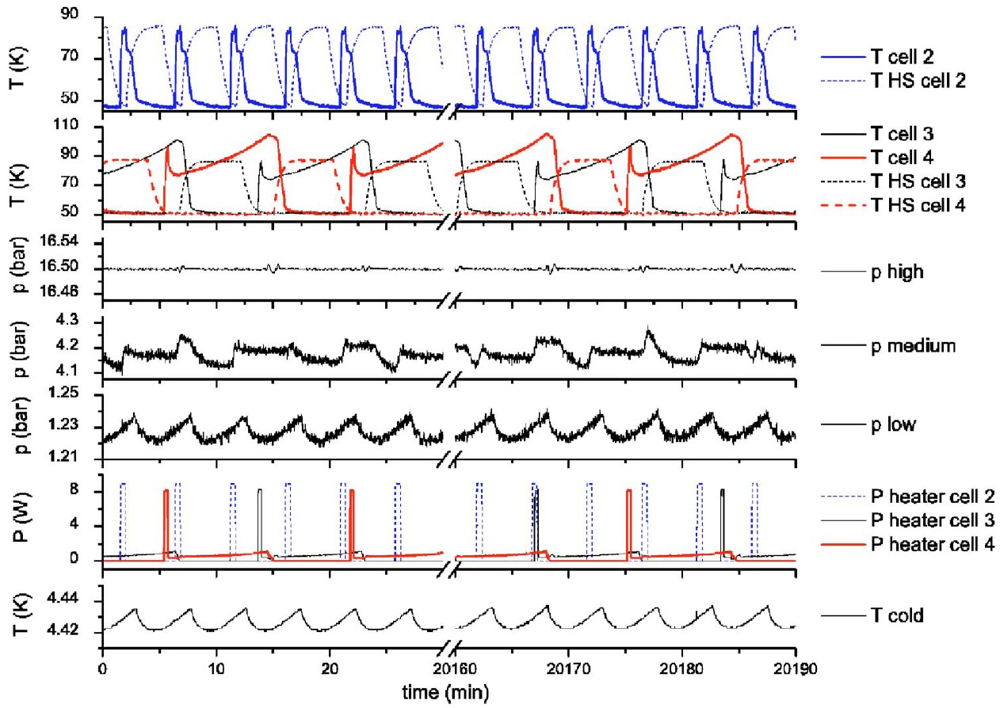 T (K)
90
70
50
T cell 2
T HS cell 2
T (K)
110
90
70
50
T cell 3
T cell 4
T HS cell 3
T HS cell 4
p (bar)
16.54
16.50
16.46
p high
p (bar)
4.3
4.2
4.1
p medium
p (bar)
1.25
1.23
1.21
p low
P (W)
8
4
0
P heater cell 2
P heater cell 3
P heater cell 4
T (K)
4.44
4.42
T cold
0 10 20 20160 20170 20180 20190
time (min)